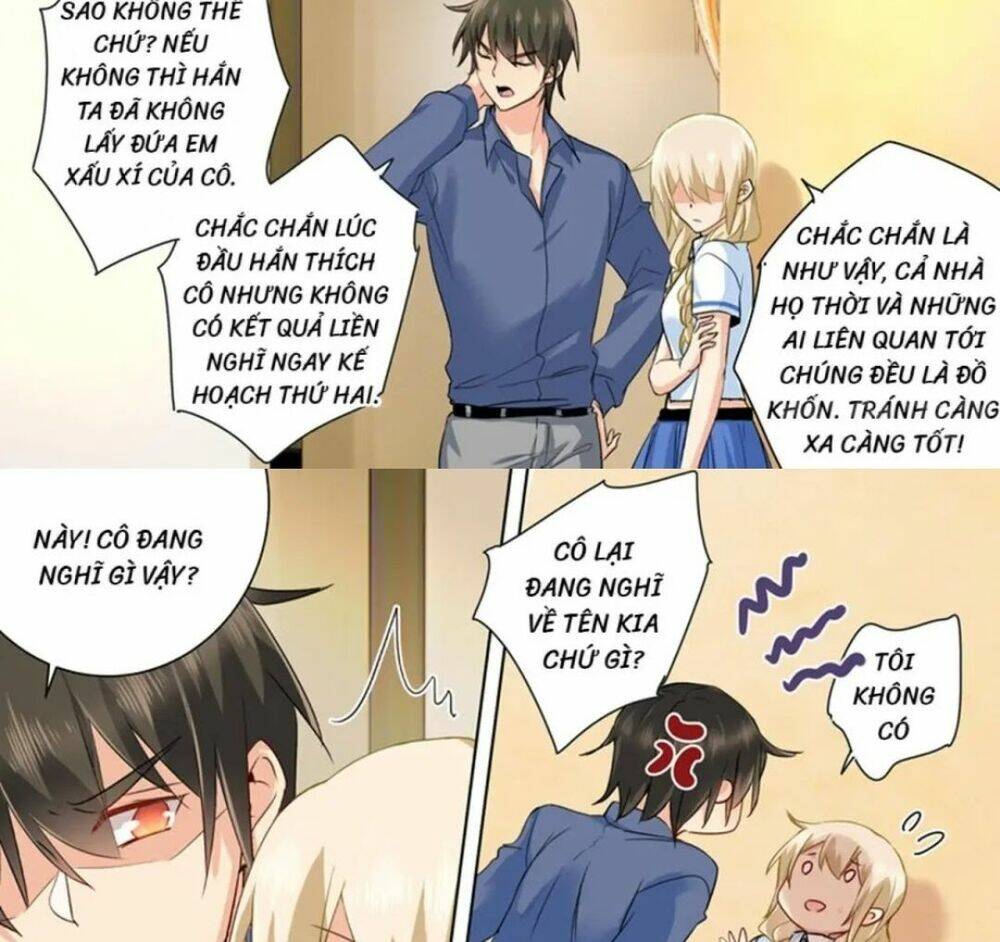 SAO KHÔNG THỂ
CHỨ? NẾU
KHÔNG THÌ HẮN
TA ĐÃ KHÔNG
LẤY ĐỨA EM
XẤU XÍ CỦA CÔ.
CHẮC CHẮN LÚC
ĐẦU HẮN THÍCH
CÔ NHƯNG KHÔNG
CÓ KẾT QUẢ LIỀN
NGHĨ NGAY KẾ
HOẠCH THỨ HAI.
CHẮC CHẮN LÀ
NHƯ VẬY, CẢ NHÀ
HỌ THỜI VÀ NHỮNG
AI LIÊN QUAN TỚI
CHÚNG ĐỀU LÀ ĐỒ
KHỐN. TRÁNH CÀNG
XA CÀNG TỐT!
NÀY! CÔ ĐANG
NGHĨ GÌ VẬY?
CÔ LẠI
ĐANG NGHĨ
VỀ TÊN KIA
CHỨ GÌ?
TÔI
KHÔNG
CÓ